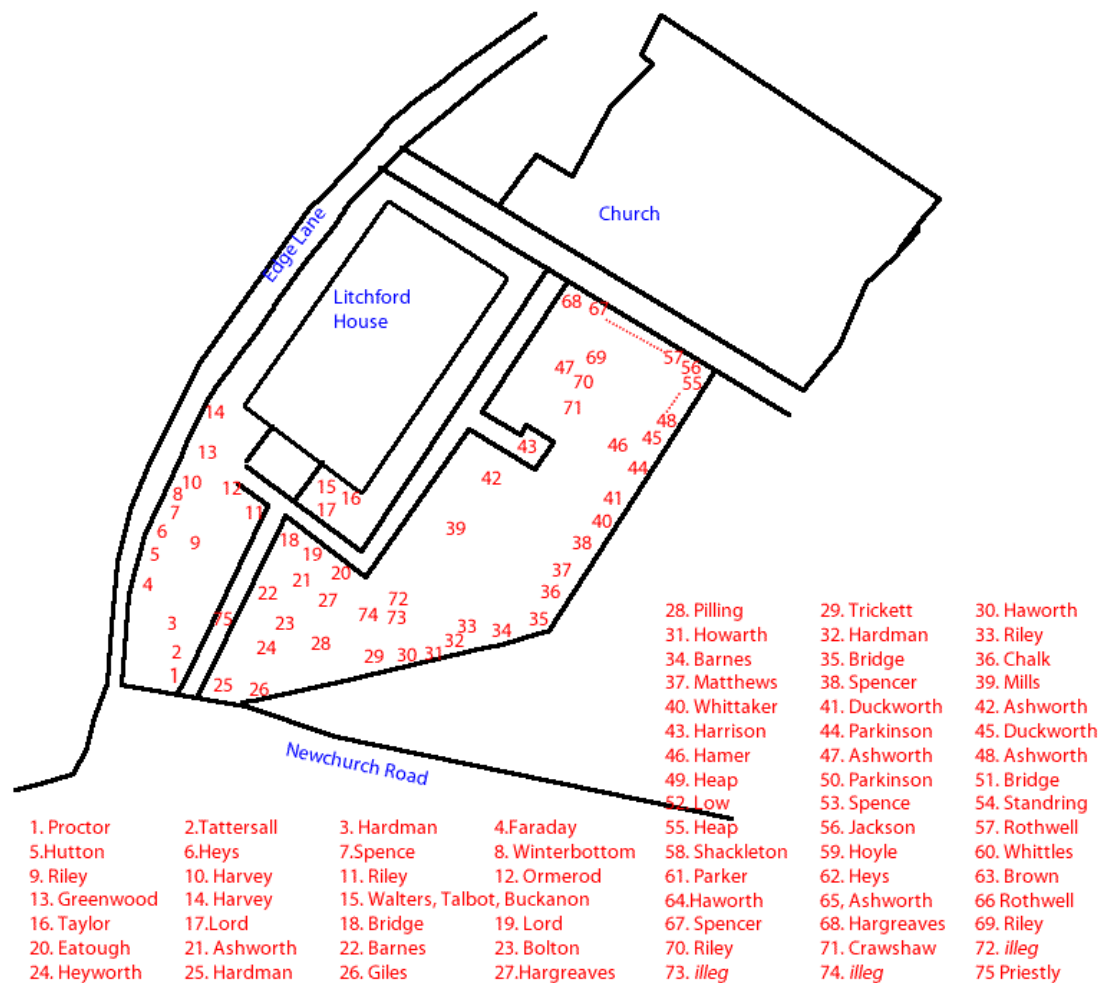 Church
Edge Lane
Litchford
House
68 67
57
69
47
56
70
55
14
71
48
45
46
13
43
44
42
10
12
15
8
16
41
7
11
17
40
39
6
18
9
38
5
19
20
37
4
21
22
36
27
72
74
73
3
75
35
23
33
34
32
2
24
28
31
30
29
1
25
26
Newchurch Road
28. Pilling 29. Trickett 30. Haworth
31. Howarth 32. Hardman 33. Riley
34. Barnes 35. Bridge 36. Chalk
37. Matthews 38. Spencer 39. Mills
40. Whittaker 41. Duckworth 42. Ashworth
43. Harrison 44. Parkinson 45. Duckworth
46. Hamer 47. Ashworth 48. Ashworth
49. Heap 50. Parkinson 51. Bridge
52. Low 53. Spence 54. Standring
55. Heap 56. Jackson 57. Rothwell
58. Shackleton 59. Hoyle 60. Whittles
61. Parker 62. Heys 63. Brown
64.Haworth 65, Ashworth 66 Rothwell
67. Spencer 68. Hargreaves 69. Riley
70. Riley 71. Crawshaw 72. illeg
73. illeg 74. illeg 75 Priestly
1. Proctor 2.Tattersall 3. Hardman 4.Faraday
5.Hutton 6.Heys 7.Spence 8. Winterbottom
9. Riley 10. Harvey 11. Riley 12. Ormerod
13. Greenwood 14. Harvey 15. Walters, Talbot, Buckanon
16. Taylor 17.Lord 18. Bridge 19. Lord
20. Eatough 21. Ashworth 22. Barnes 23. Bolton
24. Heyworth 25. Hardman 26. Giles 27.Hargreaves